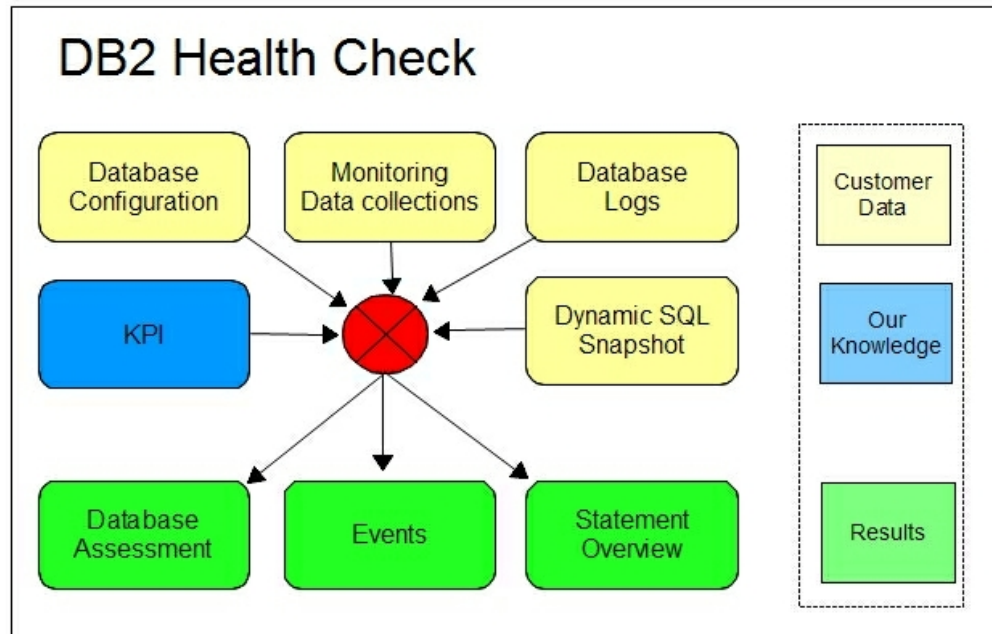 DB2 Health Check
Database
Configuration
Monitoring
Data collections
Database
Logs
Customer
Data
KPI
Dynamic SQL
Snapshot
Our
Knowledge
Database
Assessment
Events
Statement
Overview
Results